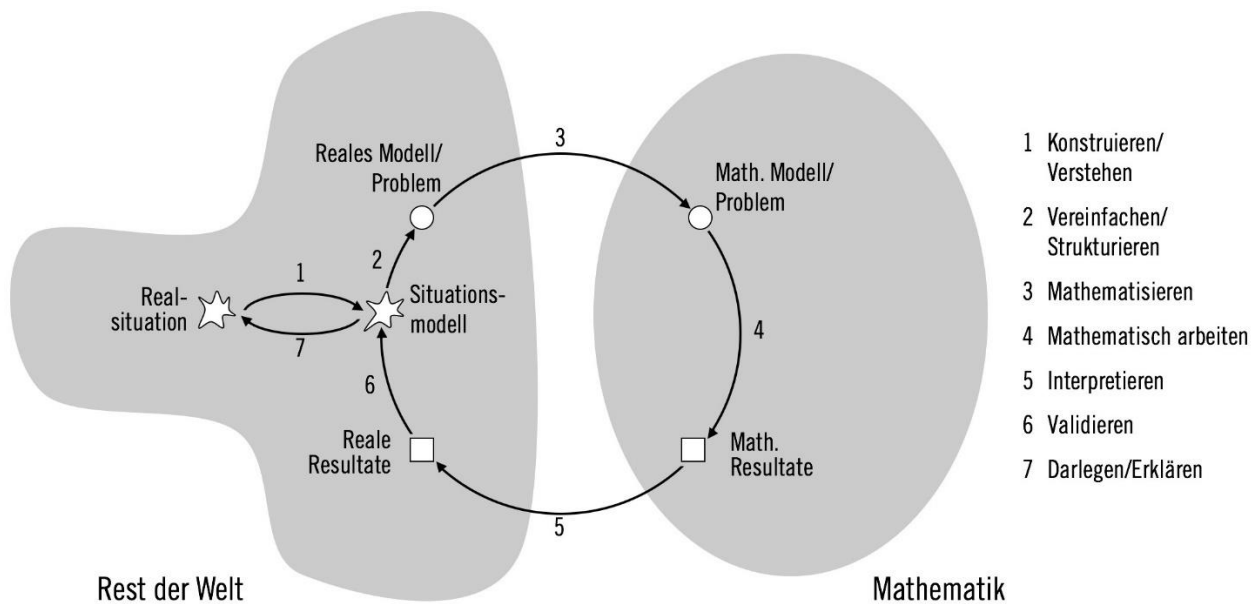 3
Reales Modell/
Problem
Math. Modell/
Problem
2
1
Real-
situation
Situations-
modell
7
4
6
Reale
Resultate
Math.
Resultate
5
Rest der Welt
Mathematik
1 Konstruieren/
Verstehen
2 Vereinfachen/
Strukturieren
3 Mathematisieren
4 Mathematisch arbeiten
5 Interpretieren
6 Validieren
7 Darlegen/Erklären